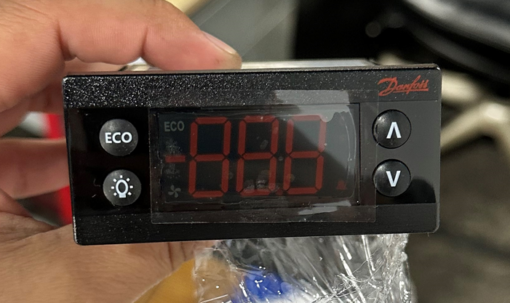 Danfoss
ECO
ECO
-888
Λ
V